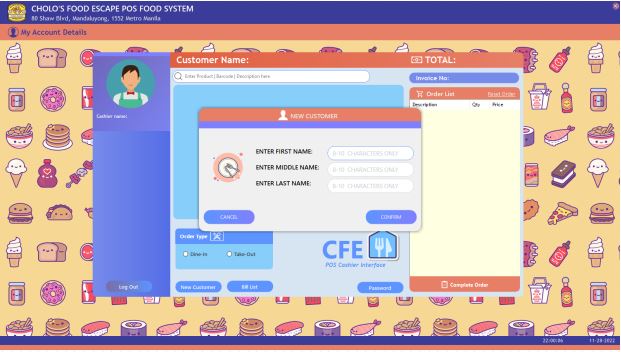 CHOLO'S FOOD ESCAPE POS FOOD SYSTEM
80 Shaw Blvd, Mandaluyong, 1552 Metro Manila
My Account Details
Customer Name:
TOTAL:
Enter Product | Barcode | Description here
Invoice No:
Order List
Reset Order
Description Qty Price
Cashier name:
NEW CUSTOMER
ENTER FIRST NAME:
0-10 CHARACTERS ONLY
ENTER MIDDLE NAME:
0-10 CHARACTERS ONLY
ENTER LAST NAME:
0-10 CHARACTERS ONLY
CANCEL
CONFIRM
Order Type
Dine-In
Take-Out
CFE
POS Cashier Interface
Log Out
New Customer
Bill List
Password
Complete Order
22:00:06
11-28-2022